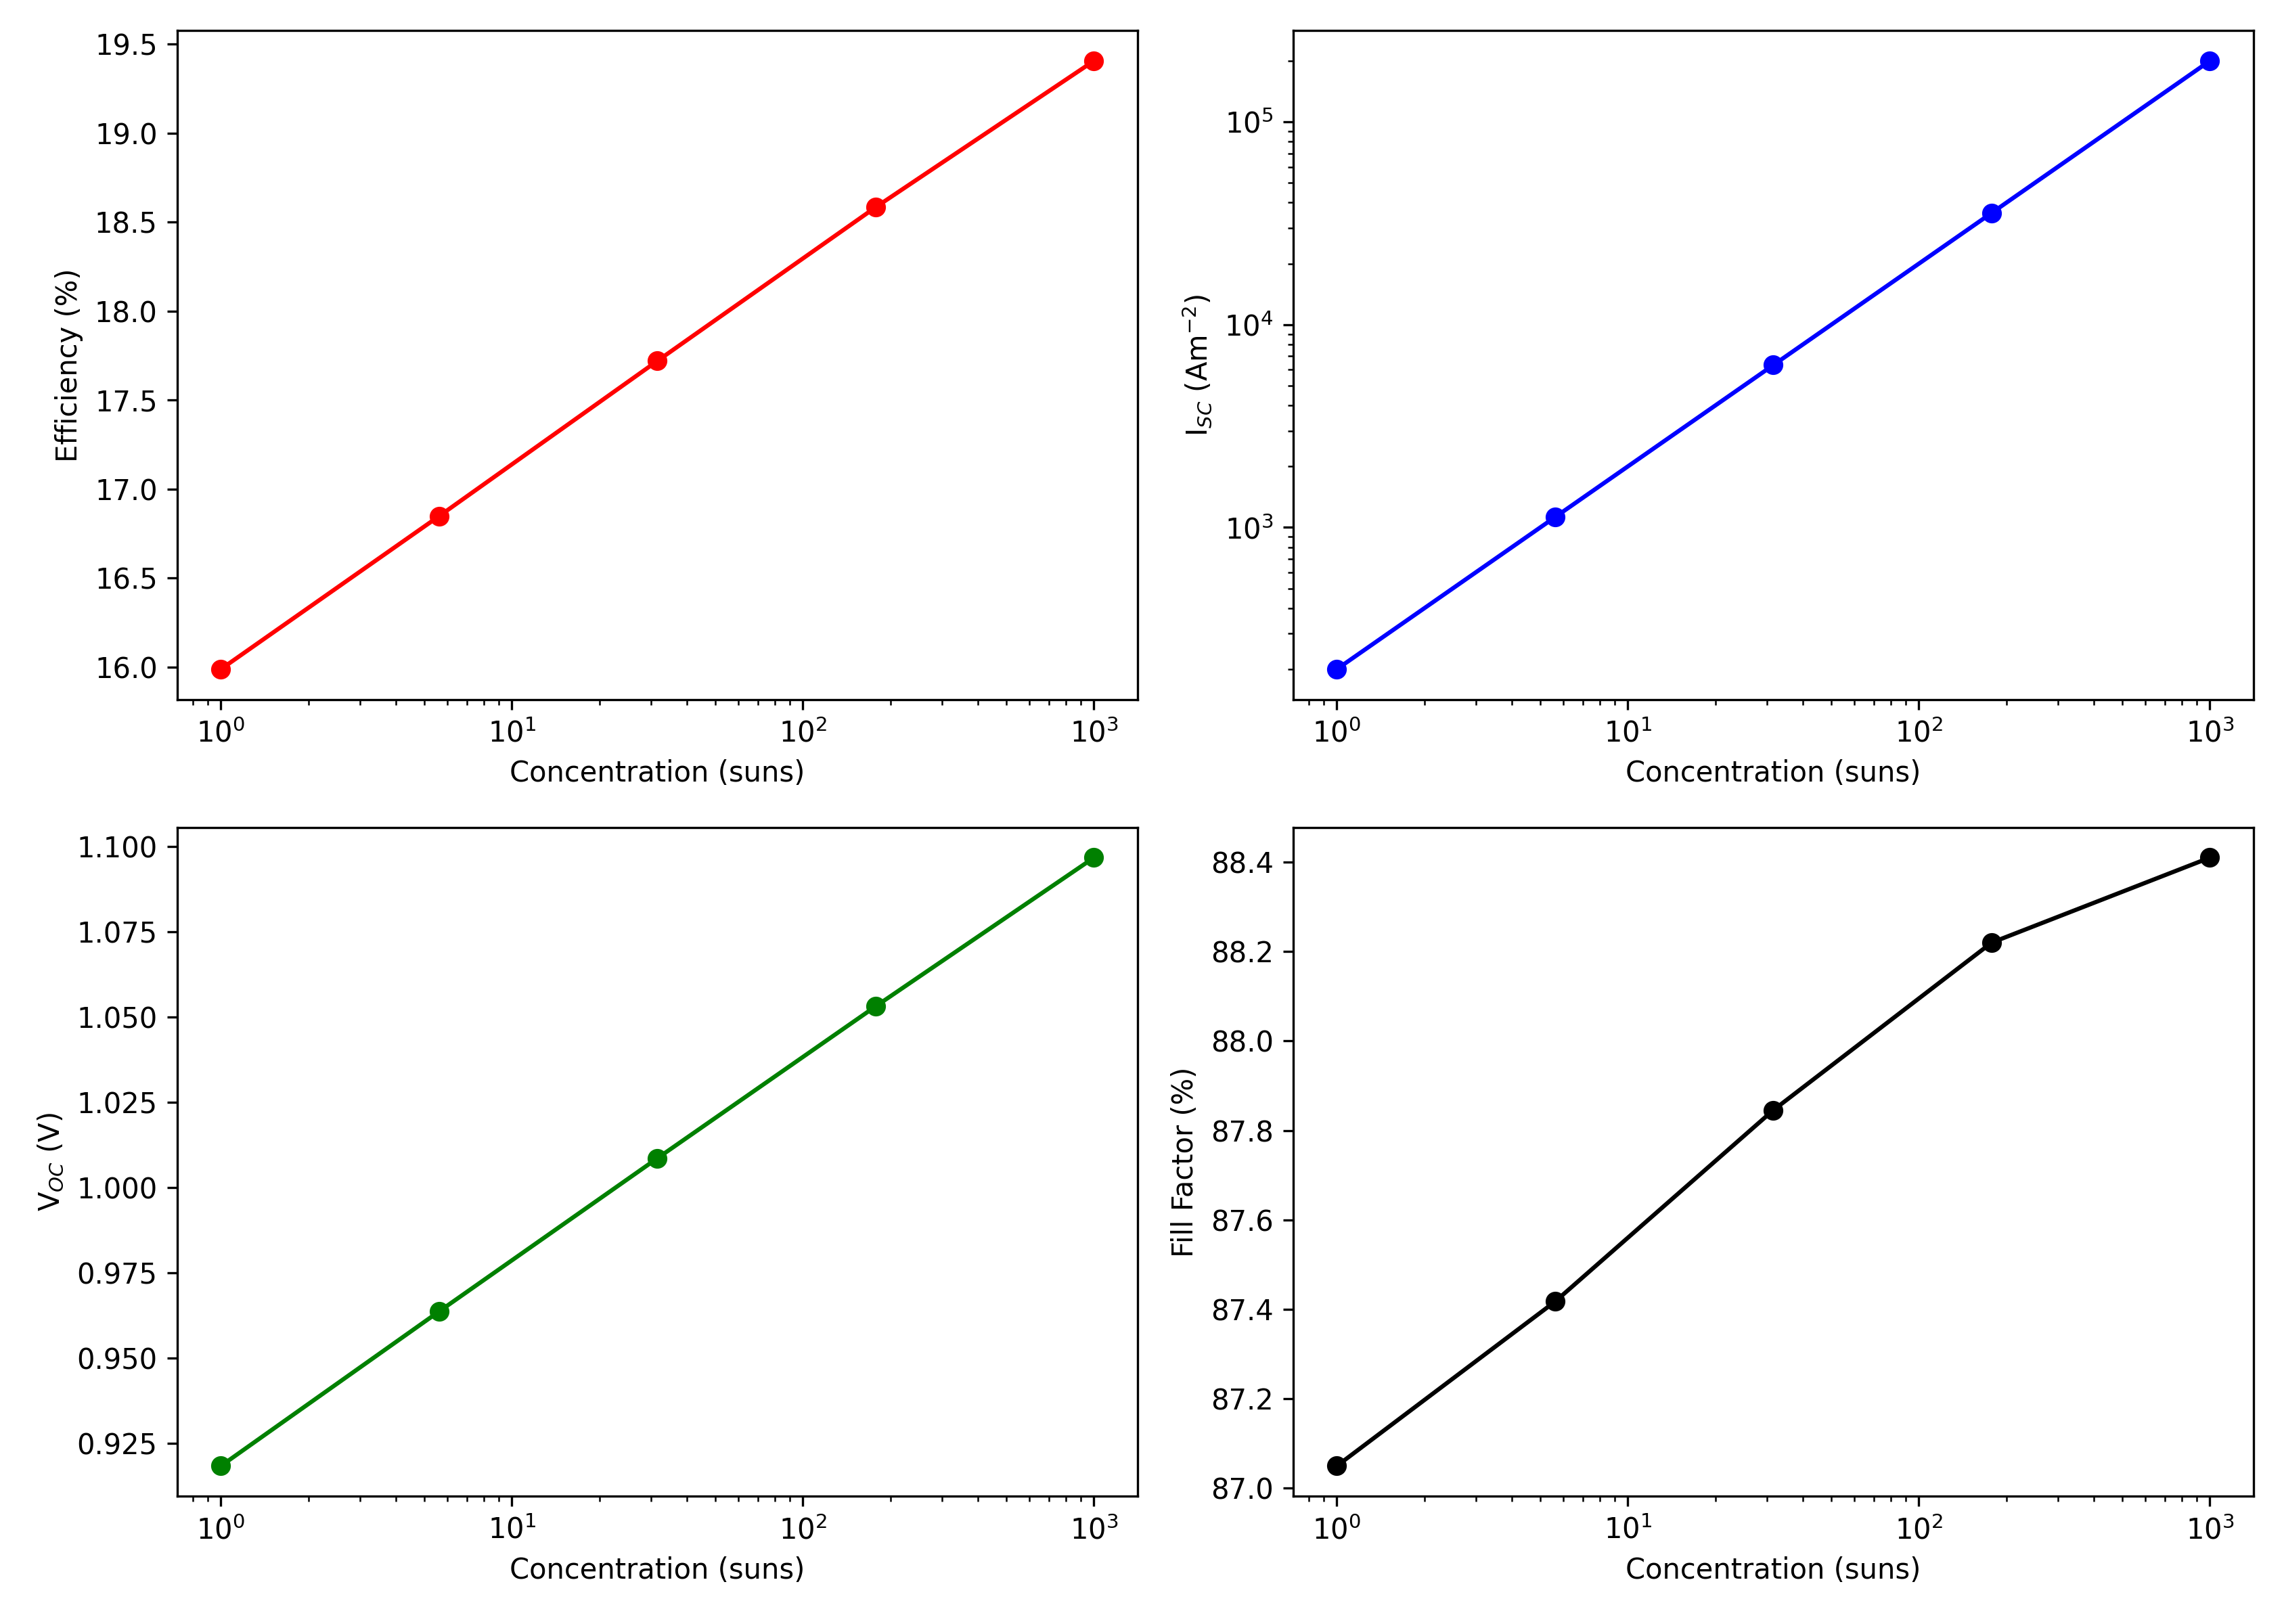 19.5
19.0
18.5
18.0
17.5
17.0
16.5
16.0
Efficiency (%)
10⁰ 10¹ 10² 10³
Concentration (suns)
10⁵
10⁴
10³
I_SC (Am⁻²)
10⁰ 10¹ 10² 10³
Concentration (suns)
1.100
1.075
1.050
1.025
1.000
0.975
0.950
0.925
V_OC (V)
10⁰ 10¹ 10² 10³
Concentration (suns)
88.4
88.2
88.0
87.8
87.6
87.4
87.2
87.0
Fill Factor (%)
10⁰ 10¹ 10² 10³
Concentration (suns)